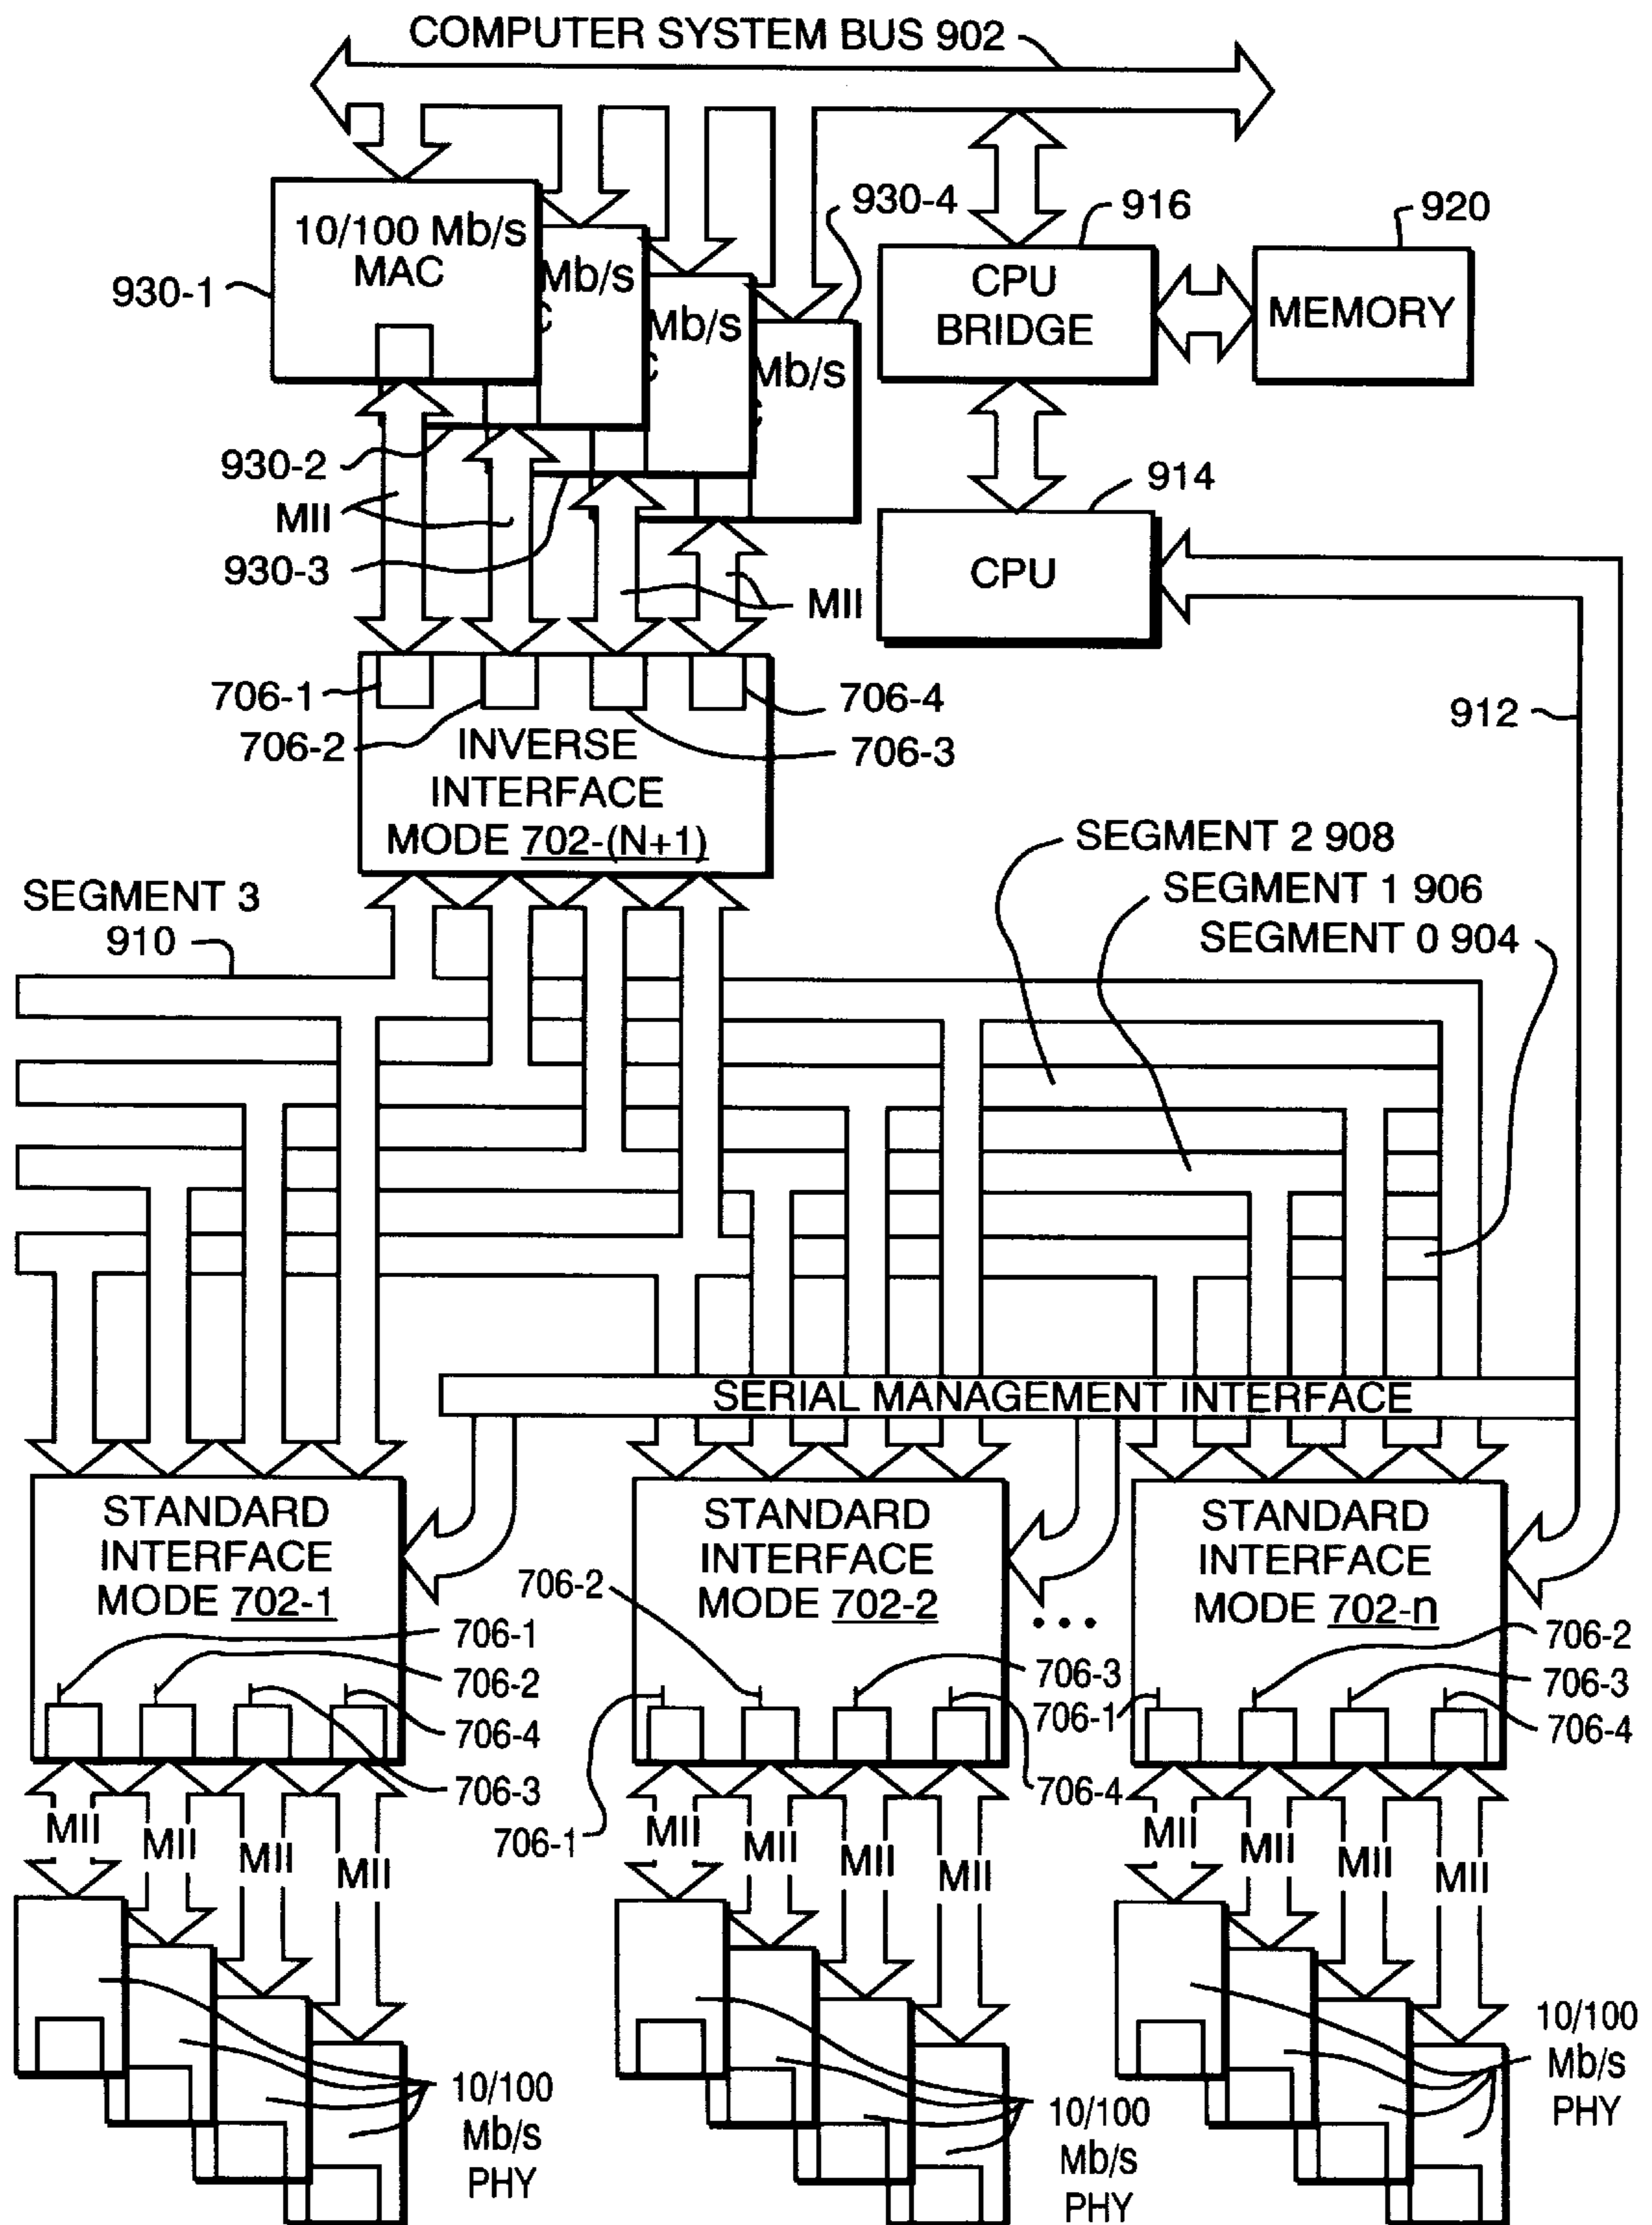 COMPUTER SYSTEM BUS 902
930-4
916
920
10/100 Mb/s
MAC
Mb/s
C
Mb/s
C
Mb/s
C
930-1
CPU
BRIDGE
MEMORY
930-2
MII
930-3
914
CPU
MII
706-1
706-2
706-4
706-3
912
INVERSE
INTERFACE
MODE 702-(N+1)
SEGMENT 2 908
SEGMENT 1 906
SEGMENT 0 904
SEGMENT 3
910
SERIAL MANAGEMENT INTERFACE
STANDARD
INTERFACE
MODE 702-1
706-1
706-2
706-4
706-3
STANDARD
INTERFACE
MODE 702-2
706-2
706-3
706-1
706-4
...
STANDARD
INTERFACE
MODE 702-n
706-2
706-3
706-1
706-4
MII
MII
MII
MII
MII
MII
MII
MII
MII
MII
MII
MII
10/100
Mb/s
PHY
10/100
Mb/s
PHY
10/100
Mb/s
PHY